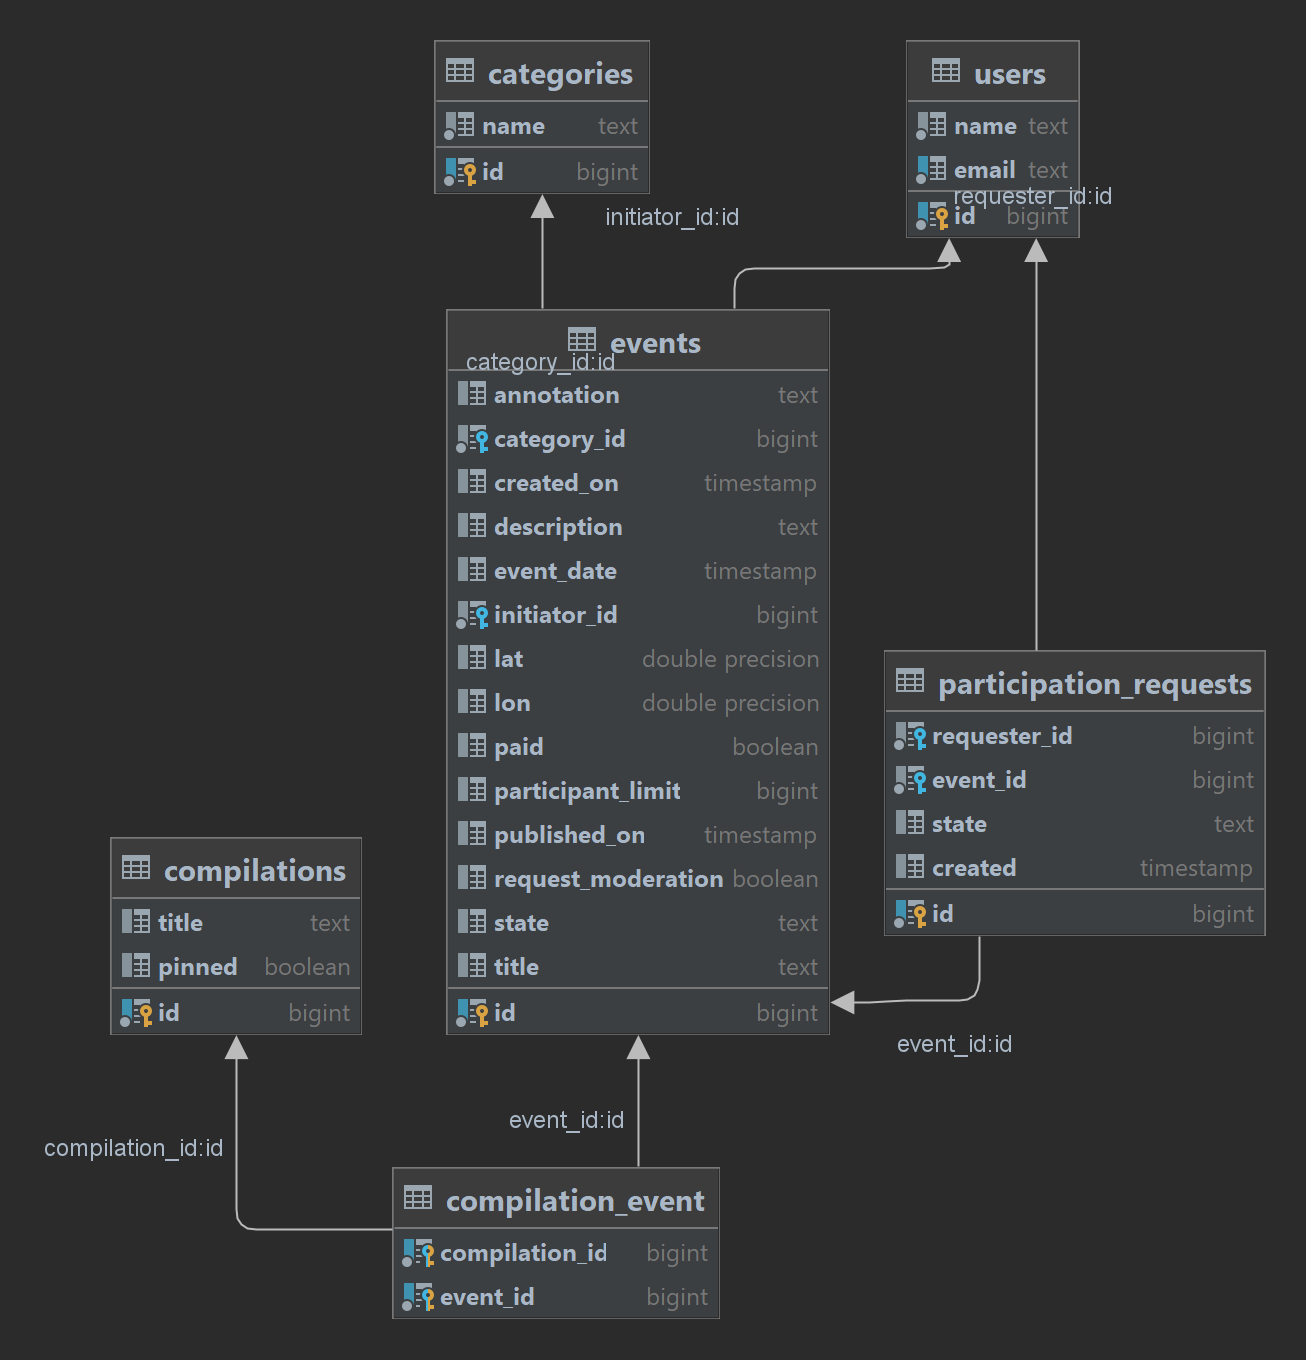 categories
name text
id bigint
users
name text
email text
id bigint
requester_id:id
initiator_id:id
events
category_id:id
annotation text
category_id bigint
created_on timestamp
description text
event_date timestamp
initiator_id bigint
lat double precision
lon double precision
paid boolean
participant_limit bigint
published_on timestamp
request_moderation boolean
state text
title text
id bigint
participation_requests
requester_id bigint
event_id bigint
state text
created timestamp
id bigint
event_id:id
compilations
title text
pinned boolean
id bigint
compilation_id:id
event_id:id
compilation_event
compilation_id bigint
event_id bigint